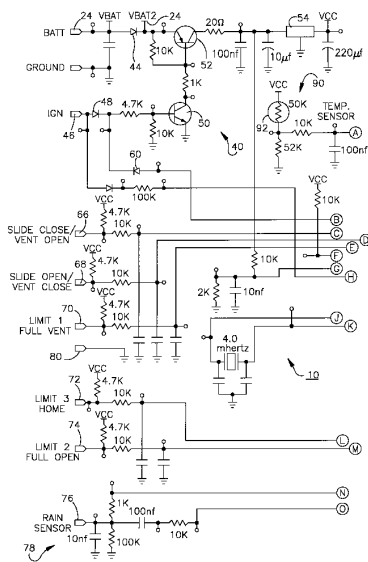 24 VBAT VBAT2 24 20Ω 54 VCC
BATT
44 10K 52 100nf 10µf 220µf
GROUND
1K VCC 90
IGN 48 4.7K 50K TEMP. SENSOR
46 10K 50 92 10K A
40 52K 100nf
60
100K VCC
66 VCC 10K
SLIDE CLOSE/ VENT OPEN 4.7K 10K B
C
D
VCC E
SLIDE OPEN/ VENT CLOSE 68 4.7K 10K F
10K G
VCC H
70 4.7K 2K 10nf
LIMIT 1 FULL VENT 10K
J
80 4.0 mhertz K
VCC
72 4.7K 10
LIMIT 3 HOME 10K
VCC
74 4.7K L
LIMIT 2 FULL OPEN 10K M
N
76 1K 100nf O
RAIN SENSOR
10nf 100K 10K
78